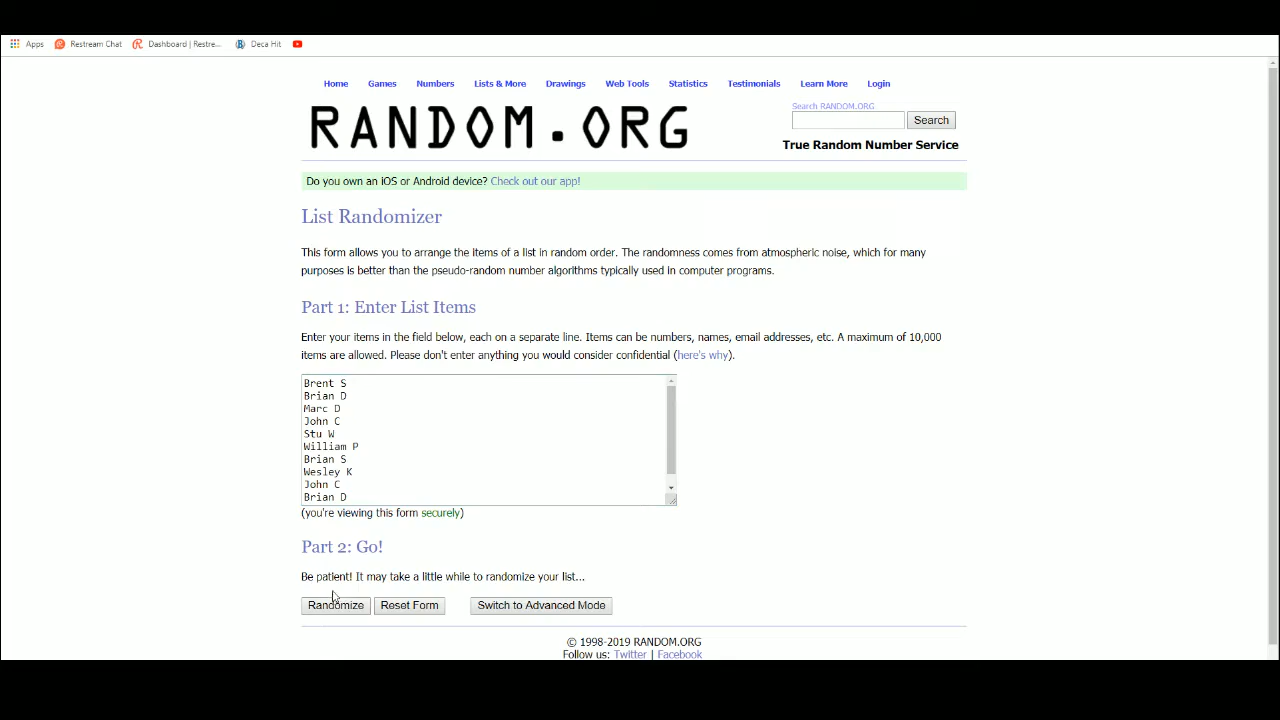 Apps Restream Chat Dashboard | Restre... Deca Hit
Home Games Numbers Lists & More Drawings Web Tools Statistics Testimonials Learn More Login
RANDOM.ORG
Search RANDOM.ORG
Search
True Random Number Service
Do you own an iOS or Android device? Check out our app!
List Randomizer
This form allows you to arrange the items of a list in random order. The randomness comes from atmospheric noise, which for many
purposes is better than the pseudo-random number algorithms typically used in computer programs.
Part 1: Enter List Items
Enter your items in the field below, each on a separate line. Items can be numbers, names, email addresses, etc. A maximum of 10,000
items are allowed. Please don't enter anything you would consider confidential (here's why).
Brent S
Brian D
Marc D
John C
Stu W
William P
Brian S
Wesley K
John C
Brian D
(you're viewing this form securely)
Part 2: Go!
Be patient! It may take a little while to randomize your list...
Randomize Reset Form Switch to Advanced Mode
© 1998-2019 RANDOM.ORG
Follow us: Twitter | Facebook